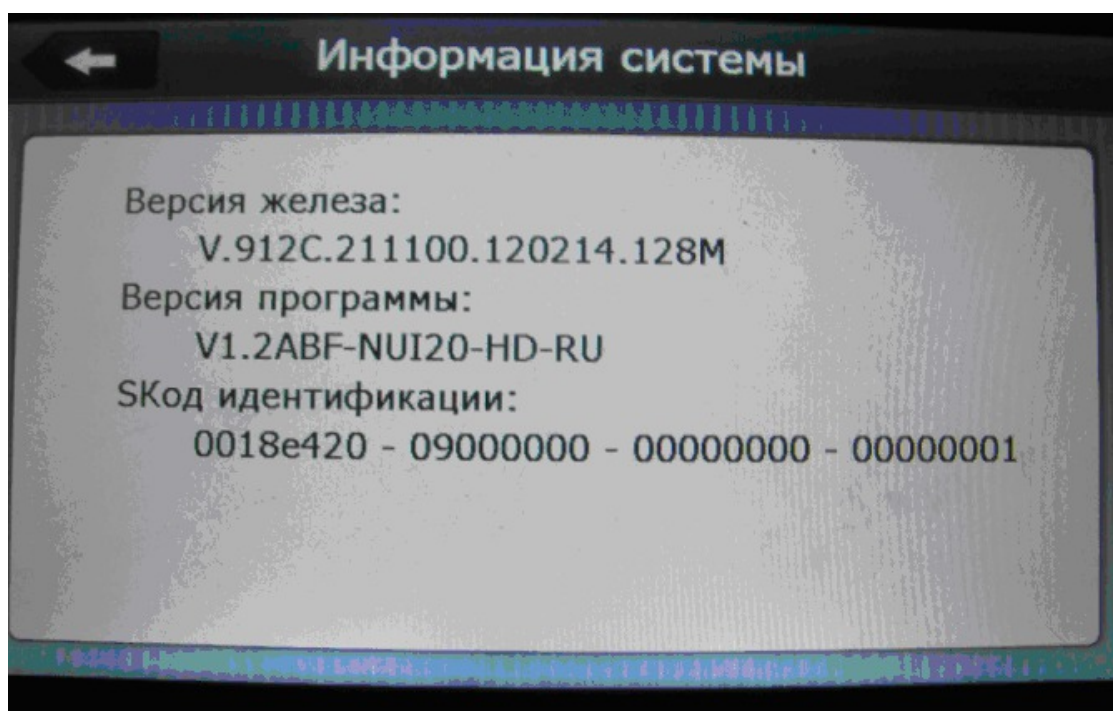 Информация системы
Версия железа:
V.912C.211100.120214.128M
Версия программы:
V1.2ABF-NUI20-HD-RU
SКод идентификации:
0018e420 - 09000000 - 00000000 - 00000001